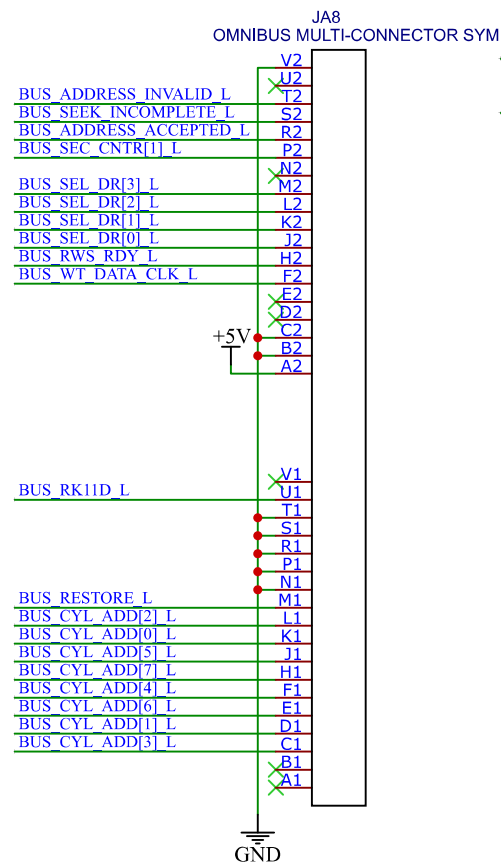 JA8
OMNIBUS MULTI-CONNECTOR SYM
V2
U2
BUS_ADDRESS_INVALID_L T2
BUS_SEEK_INCOMPLETE_L S2
BUS_ADDRESS_ACCEPTED_L R2
BUS_SEC_CNTR[1]_L P2
N2
BUS_SEL_DR[3]_L M2
BUS_SEL_DR[2]_L L2
BUS_SEL_DR[1]_L K2
BUS_SEL_DR[0]_L J2
BUS_RWS_RDY_L H2
BUS_WT_DATA_CLK_L F2
E2
D2
+5V C2
B2
A2
V1
BUS_RK11D_L U1
T1
S1
R1
P1
N1
BUS_RESTORE_L M1
BUS_CYL_ADD[2]_L L1
BUS_CYL_ADD[0]_L K1
BUS_CYL_ADD[5]_L J1
BUS_CYL_ADD[7]_L H1
BUS_CYL_ADD[4]_L F1
BUS_CYL_ADD[6]_L E1
BUS_CYL_ADD[1]_L D1
BUS_CYL_ADD[3]_L C1
B1
A1
GND